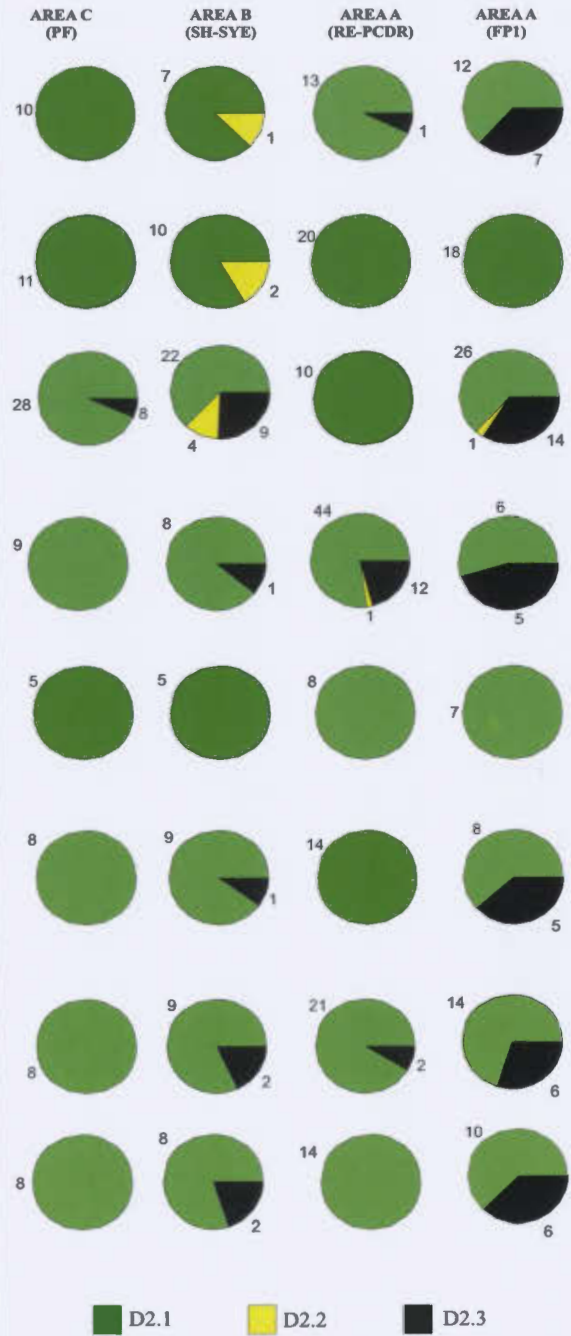 AREA C AREA B AREA A AREA A
(PF) (SH-SYE) (RE-PCDR) (FP1)
10 7 1 13 1 12 7
11 10 2 20 18
28 8 22 4 9 10 26 1 14
9 8 1 44 1 12 6 5
5 5 8 7
8 9 1 14 8 5
8 9 2 21 2 14 6
8 8 2 14 10 6
D2.1 D2.2 D2.3